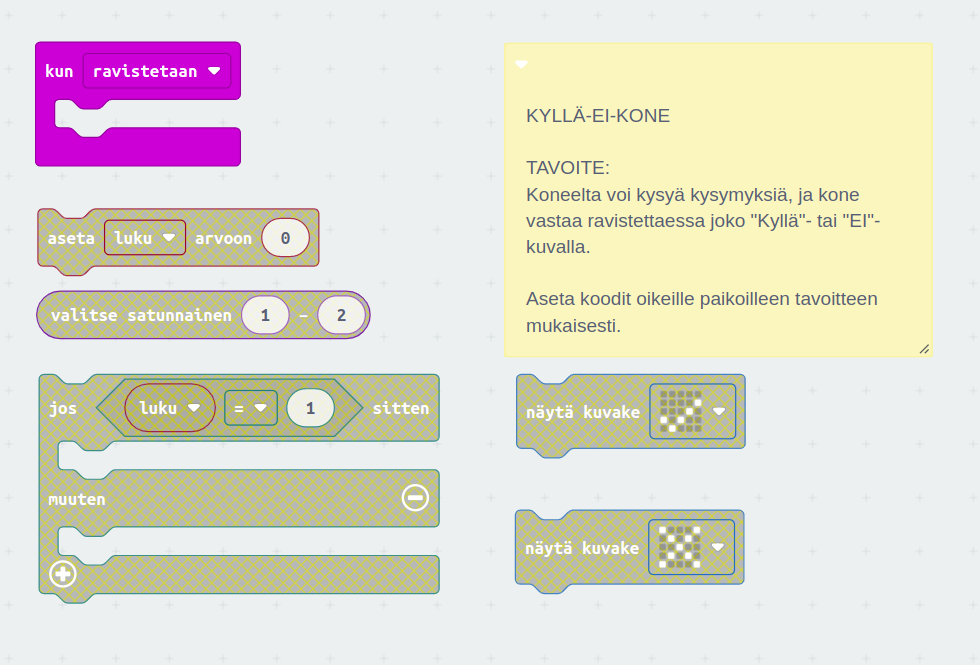 kun ravistetaan
aseta luku arvoon 0
valitse satunnainen 1 - 2
jos luku = 1 sitten
muuten
KYLLÄ-EI-KONE
TAVOITE:
Koneelta voi kysyä kysymyksiä, ja kone
vastaa ravistettaessa joko "Kyllä"- tai "EI"-
kuvalla.
Aseta koodit oikeille paikoilleen tavoitteen
mukaisesti.
näytä kuvake
näytä kuvake